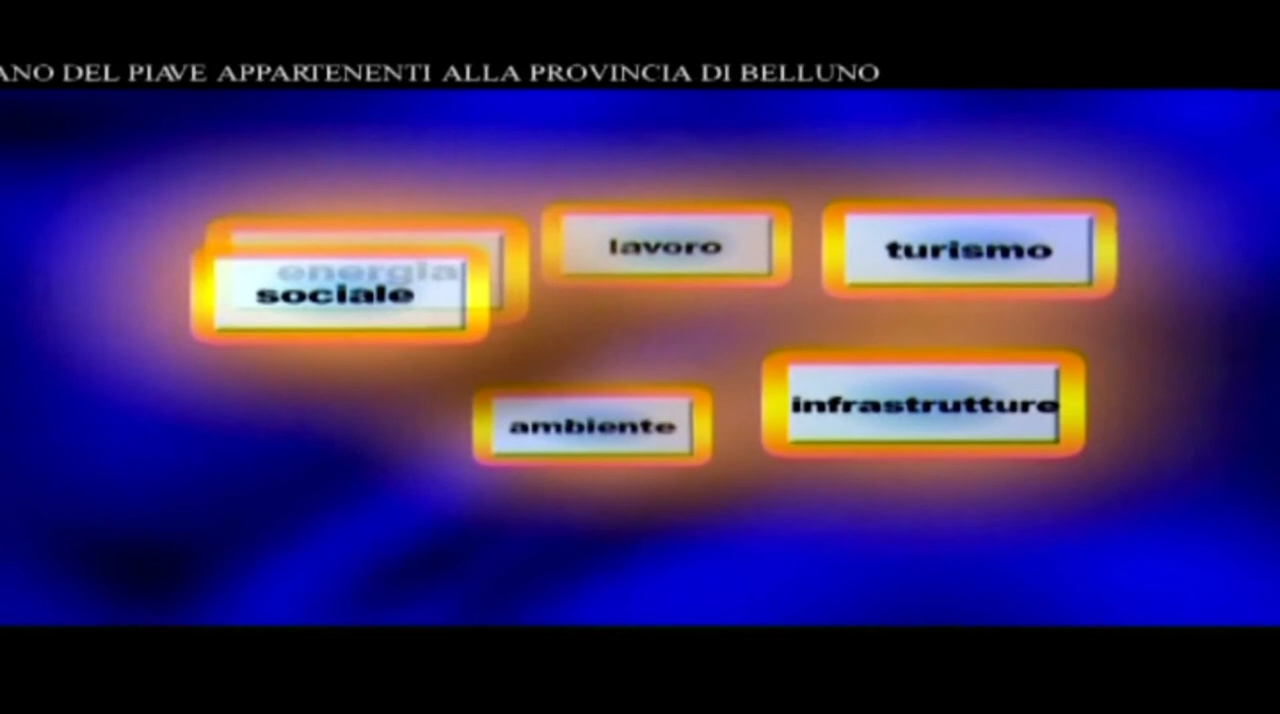 ANO DEL PIAVE APPARTENENTI ALLA PROVINCIA DI BELLUNO
energia
sociale
lavoro
turismo
ambiente
infrastrutture